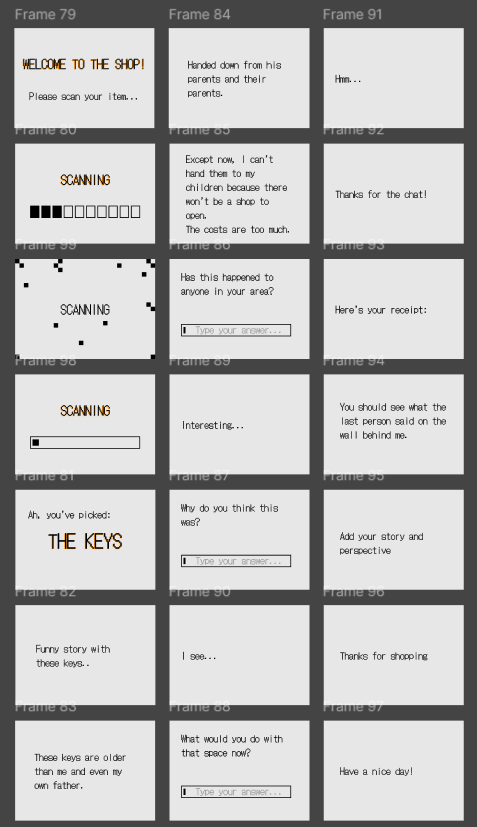 Frame 79
WELCOME TO THE SHOP!
Please scan your item...
Frame 80
SCANNING
Frame 99
SCANNING
Frame 98
SCANNING
Frame 81
Ah, you've picked:
THE KEYS
Frame 82
Funny story with
these keys..
Frame 83
These keys are older
than me and even my
own father.
Frame 84
Handed down from his
parents and their
parents.
Frame 85
Except now, I can't
hand them to my
children because there
won't be a shop to
open.
The costs are too much.
Frame 86
Has this happened to
anyone in your area?
Type your answer...
Frame 89
Interesting...
Frame 87
Why do you think this
was?
Type your answer...
Frame 90
I see...
Frame 88
What would you do with
that space now?
Type your answer...
Frame 91
Hmm...
Frame 92
Thanks for the chat!
Frame 93
Here's your receipt:
Frame 94
You should see what the
last person said on the
wall behind me.
Frame 95
Add your story and
perspective
Frame 96
Thanks for shopping
Frame 97
Have a nice day!